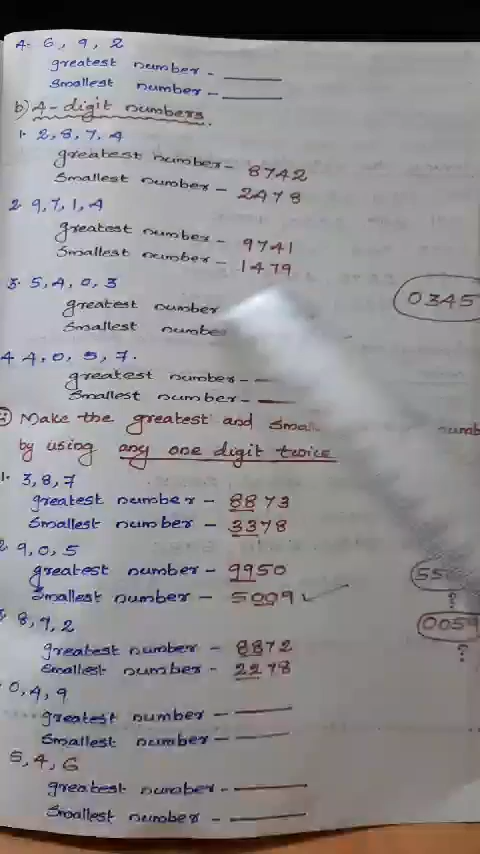 4. 6, 9, 2
greatest number -
Smallest number -
b) 4-digit numbers.
1. 2, 8, 7, 4
greatest number - 8742
Smallest number - 2478
2. 9, 7, 1, 4
greatest number - 9741
Smallest number - 1479
3. 5, 4, 0, 3
greatest number
Smallest number
0345
4 4, 0, 5, 7.
greatest number -
Smallest number -
Make the greatest and numb
by using any one digit twice
1. 3, 8, 7
greatest number - 8873
Smallest number - 3378
2 9, 0, 5
greatest number - 9950
Smallest number - 5009 ✓
?
0059
?
8, 7, 2
greatest number - 8872
Smallest number - 2278
0, 4, 9
greatest number -
Smallest number -
5, 4, 6
greatest number -
Smallest number -